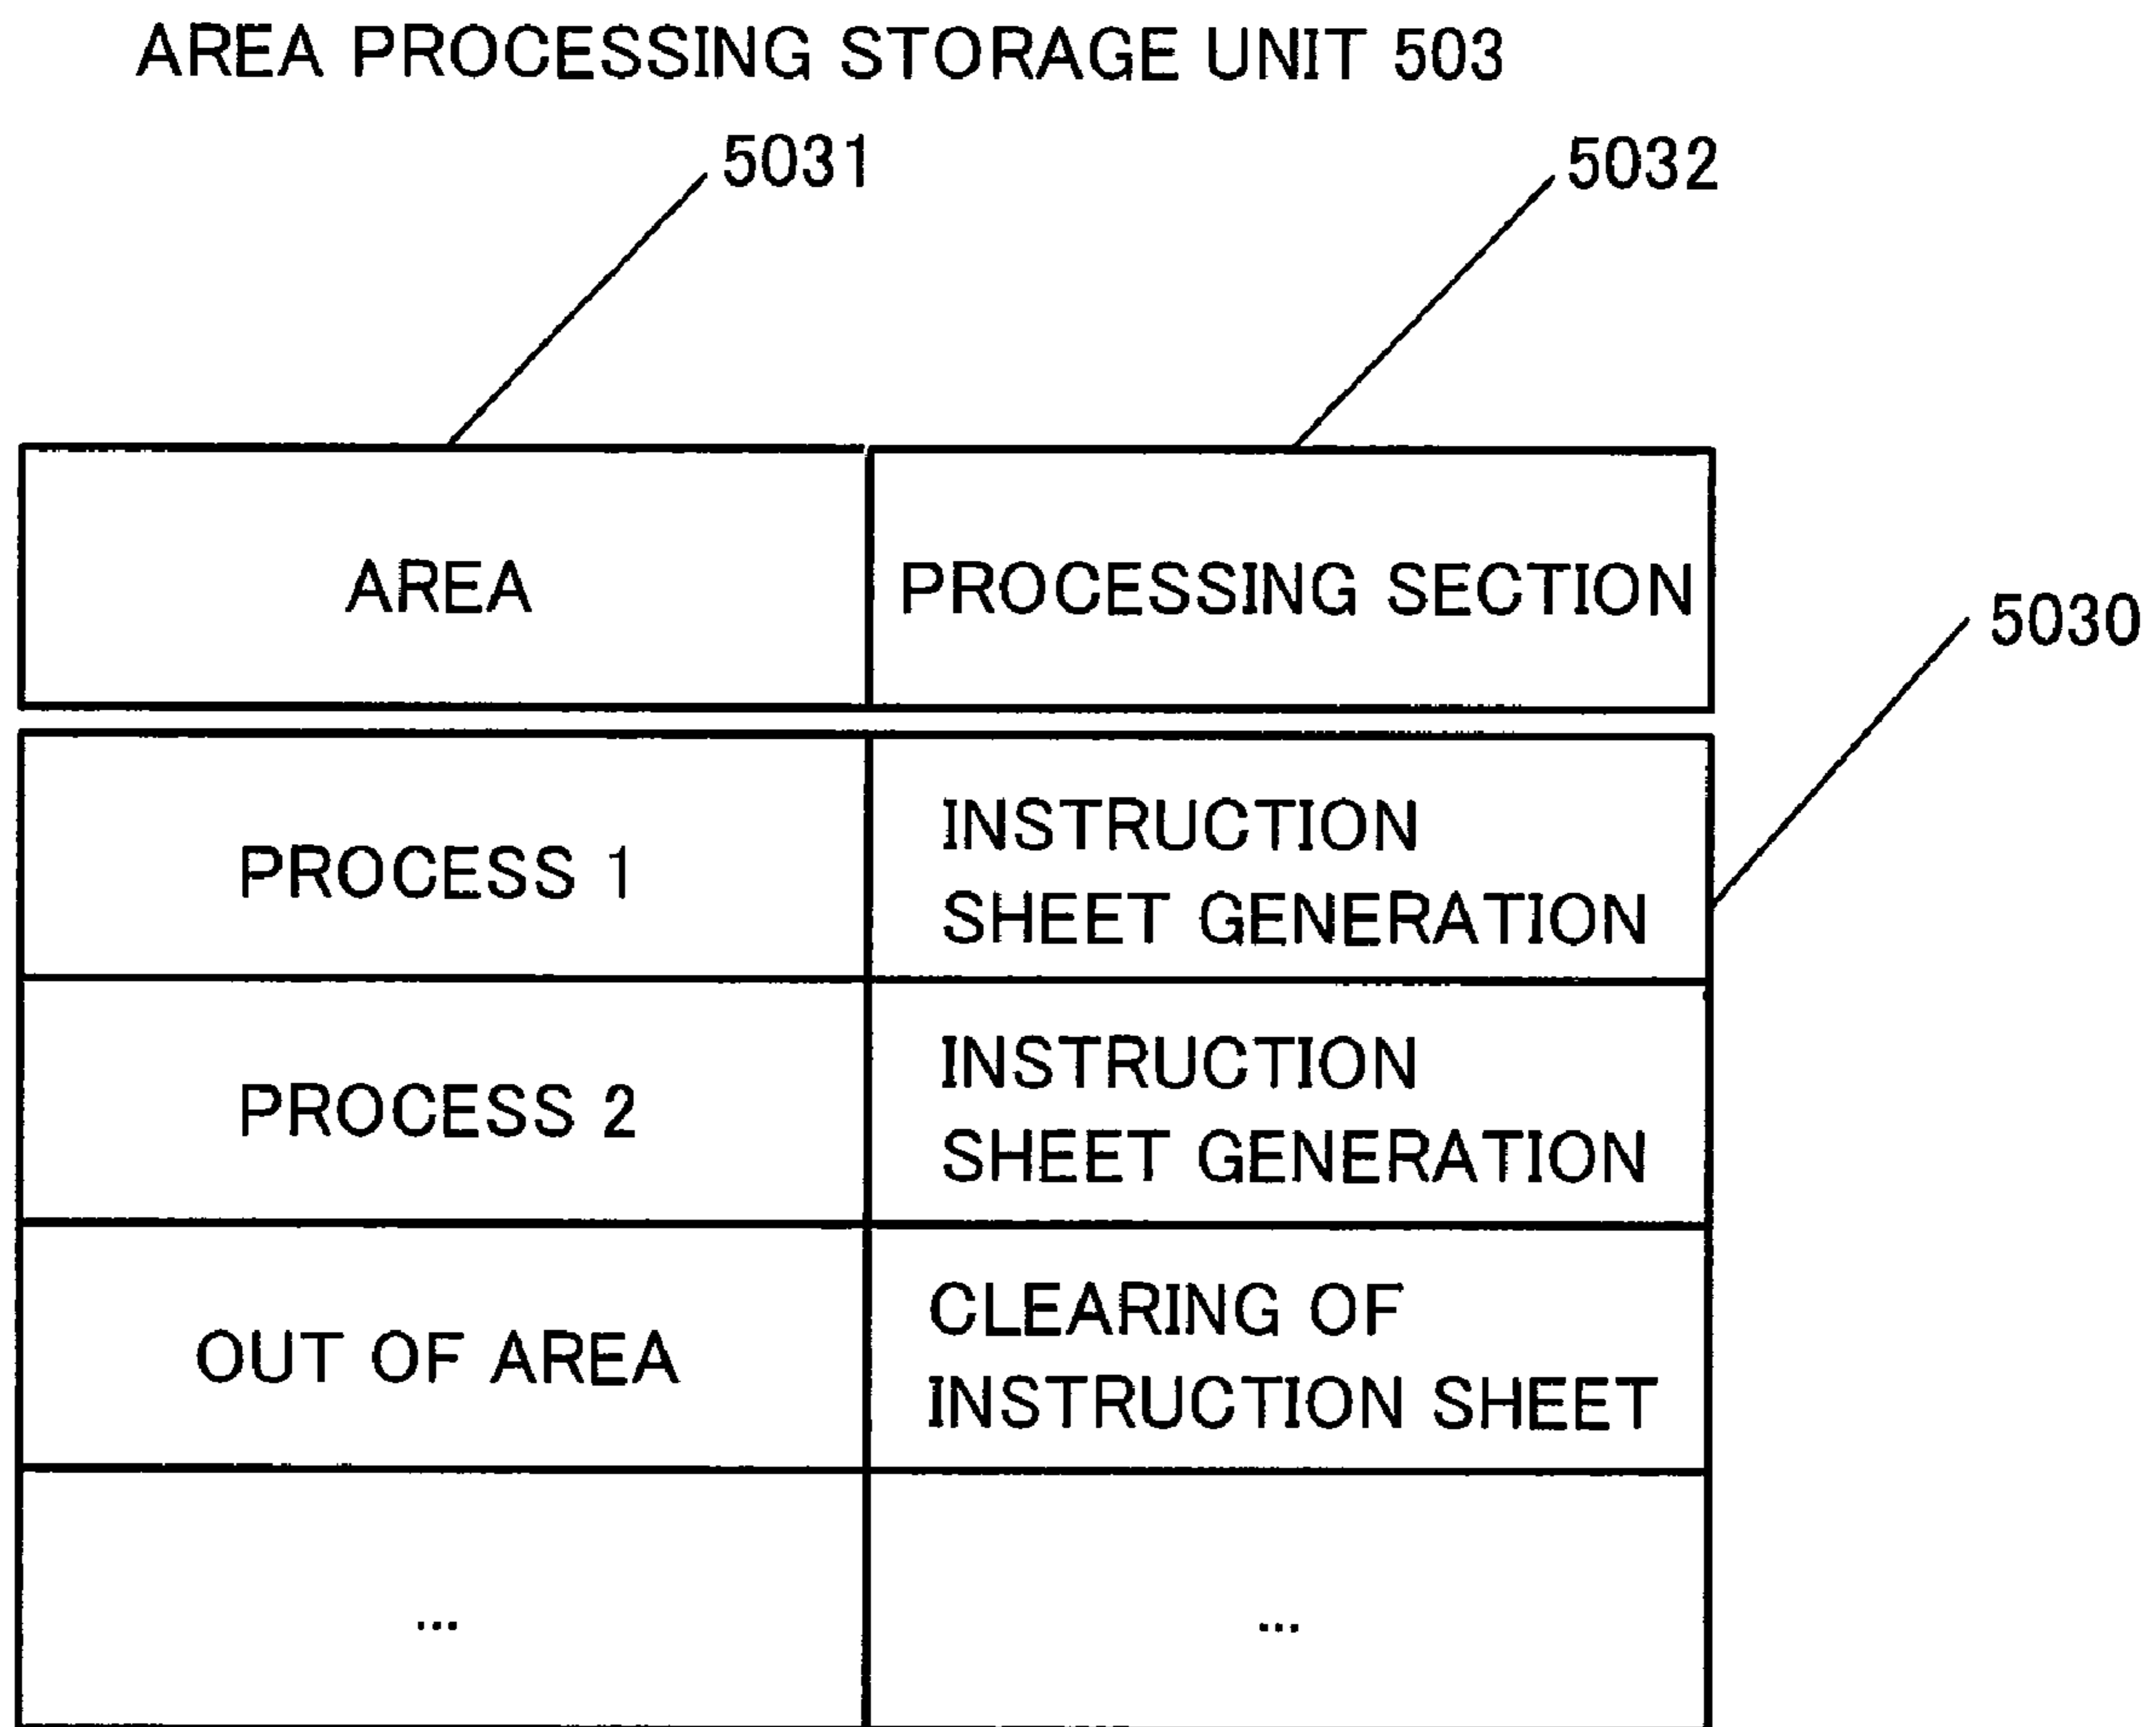 AREA PROCESSING STORAGE UNIT 503
5031
5032
AREA
PROCESSING SECTION
5030
PROCESS 1
INSTRUCTION
SHEET GENERATION
PROCESS 2
INSTRUCTION
SHEET GENERATION
OUT OF AREA
CLEARING OF
INSTRUCTION SHEET
...
...